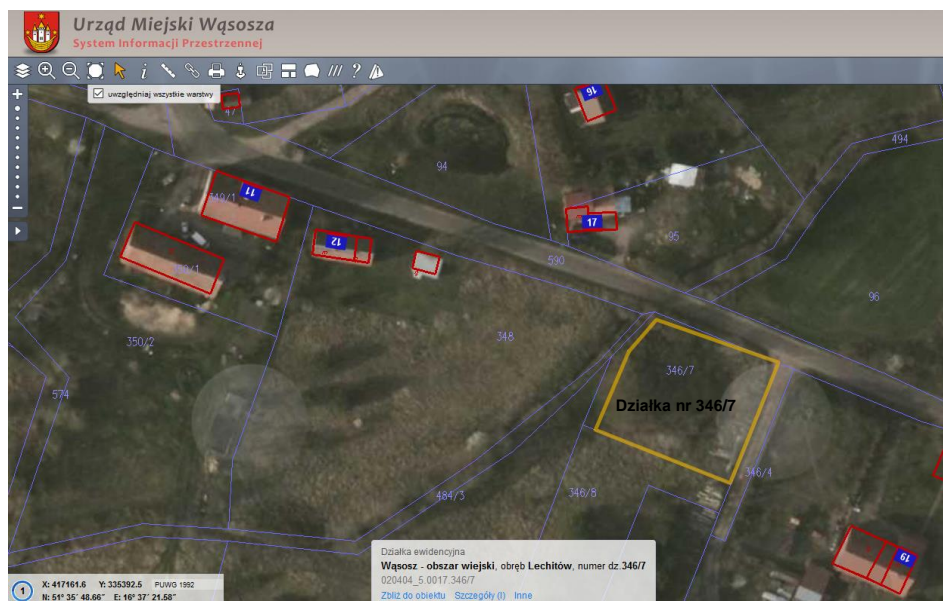 Urząd Miejski Wąsosza
System Informacji Przestrzennej
uwzględniaj wszystkie warstwy
47
16
94
494
349/1
11
17
95
12
590
96
350/2
348
346/7
Działka nr 346/7
574
484/3
346/8
346/4
19
Działka ewidencyjna
Wąsosz - obszar wiejski, obręb Lechitów, numer dz.346/7
020404_5.0017.346/7
Zbliż do obiektu Szczegóły (I) Inne
1
X: 417161.6 Y: 335392.5 PUWG 1992
N: 51° 35' 48.66" E: 16° 37' 21.58"